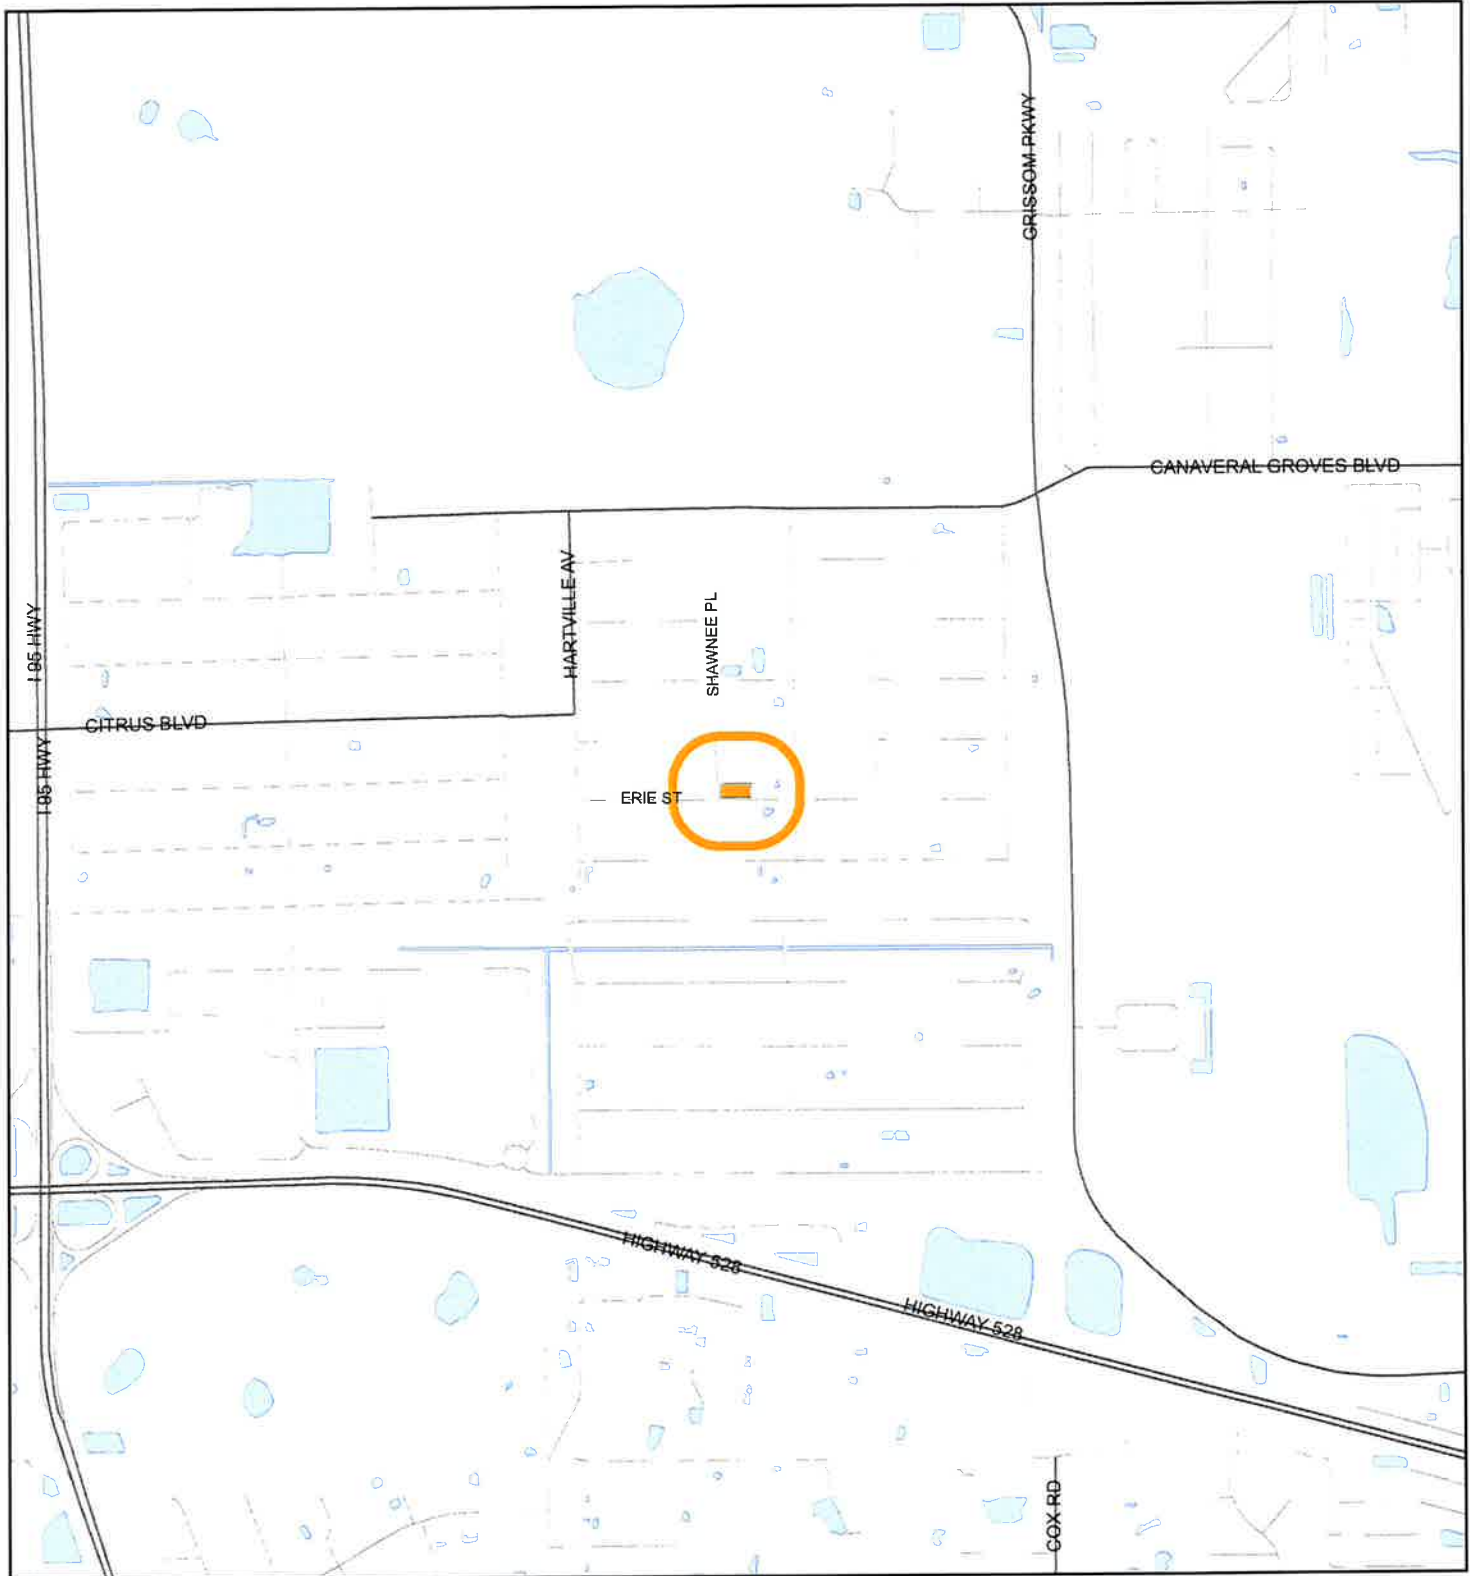 GRISSOM PKWY
CANAVERAL GROVES BLVD
HARTVILLE AV
SHAWNEE PL
I 95 HWY
CITRUS BLVD
I 95 HWY
ERIE ST
HIGHWAY 528
HIGHWAY 528
COX RD